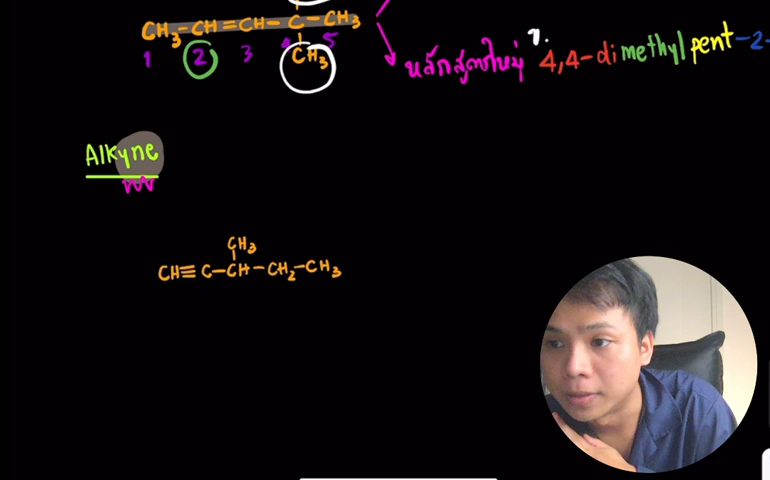 CH₃-CH=CH-C-CH₃
1 2 3 4 5
CH₃
หลักสูตรใหม่ 4,4-dimethylpent-2-
Alkyne
CH₃
CH≡C-CH-CH₂-CH₃